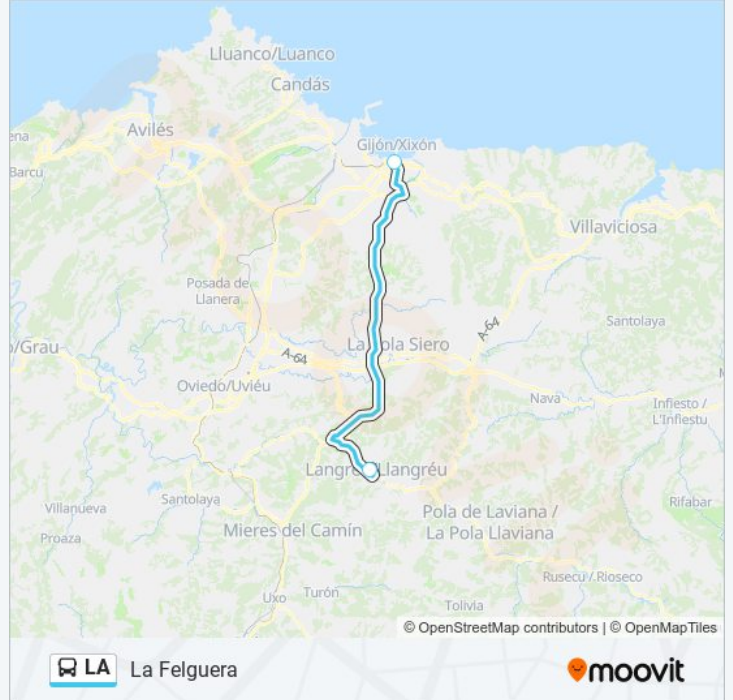 Lluanco/Luanco
Candás
ena
Avilés
Gijón/Xixón
Barcu
Villaviciosa
Posada de
Llanera
Santolaya
A-64
o/Grau
La Pola Siero
A-64
Oviedo/Uviéu
Nava
Infiesto /
L'Infiestu
Langreo/Llangréu
Santolaya
Villanueva
Pola de Laviana /
La Pola Llaviana
Rifabar
Mieres del Camín
Proaza
Rusecu / Rioseco
Turón
Uxo
Tolivia
© OpenStreetMap contributors | © OpenMapTiles
LA La Felguera
moovit